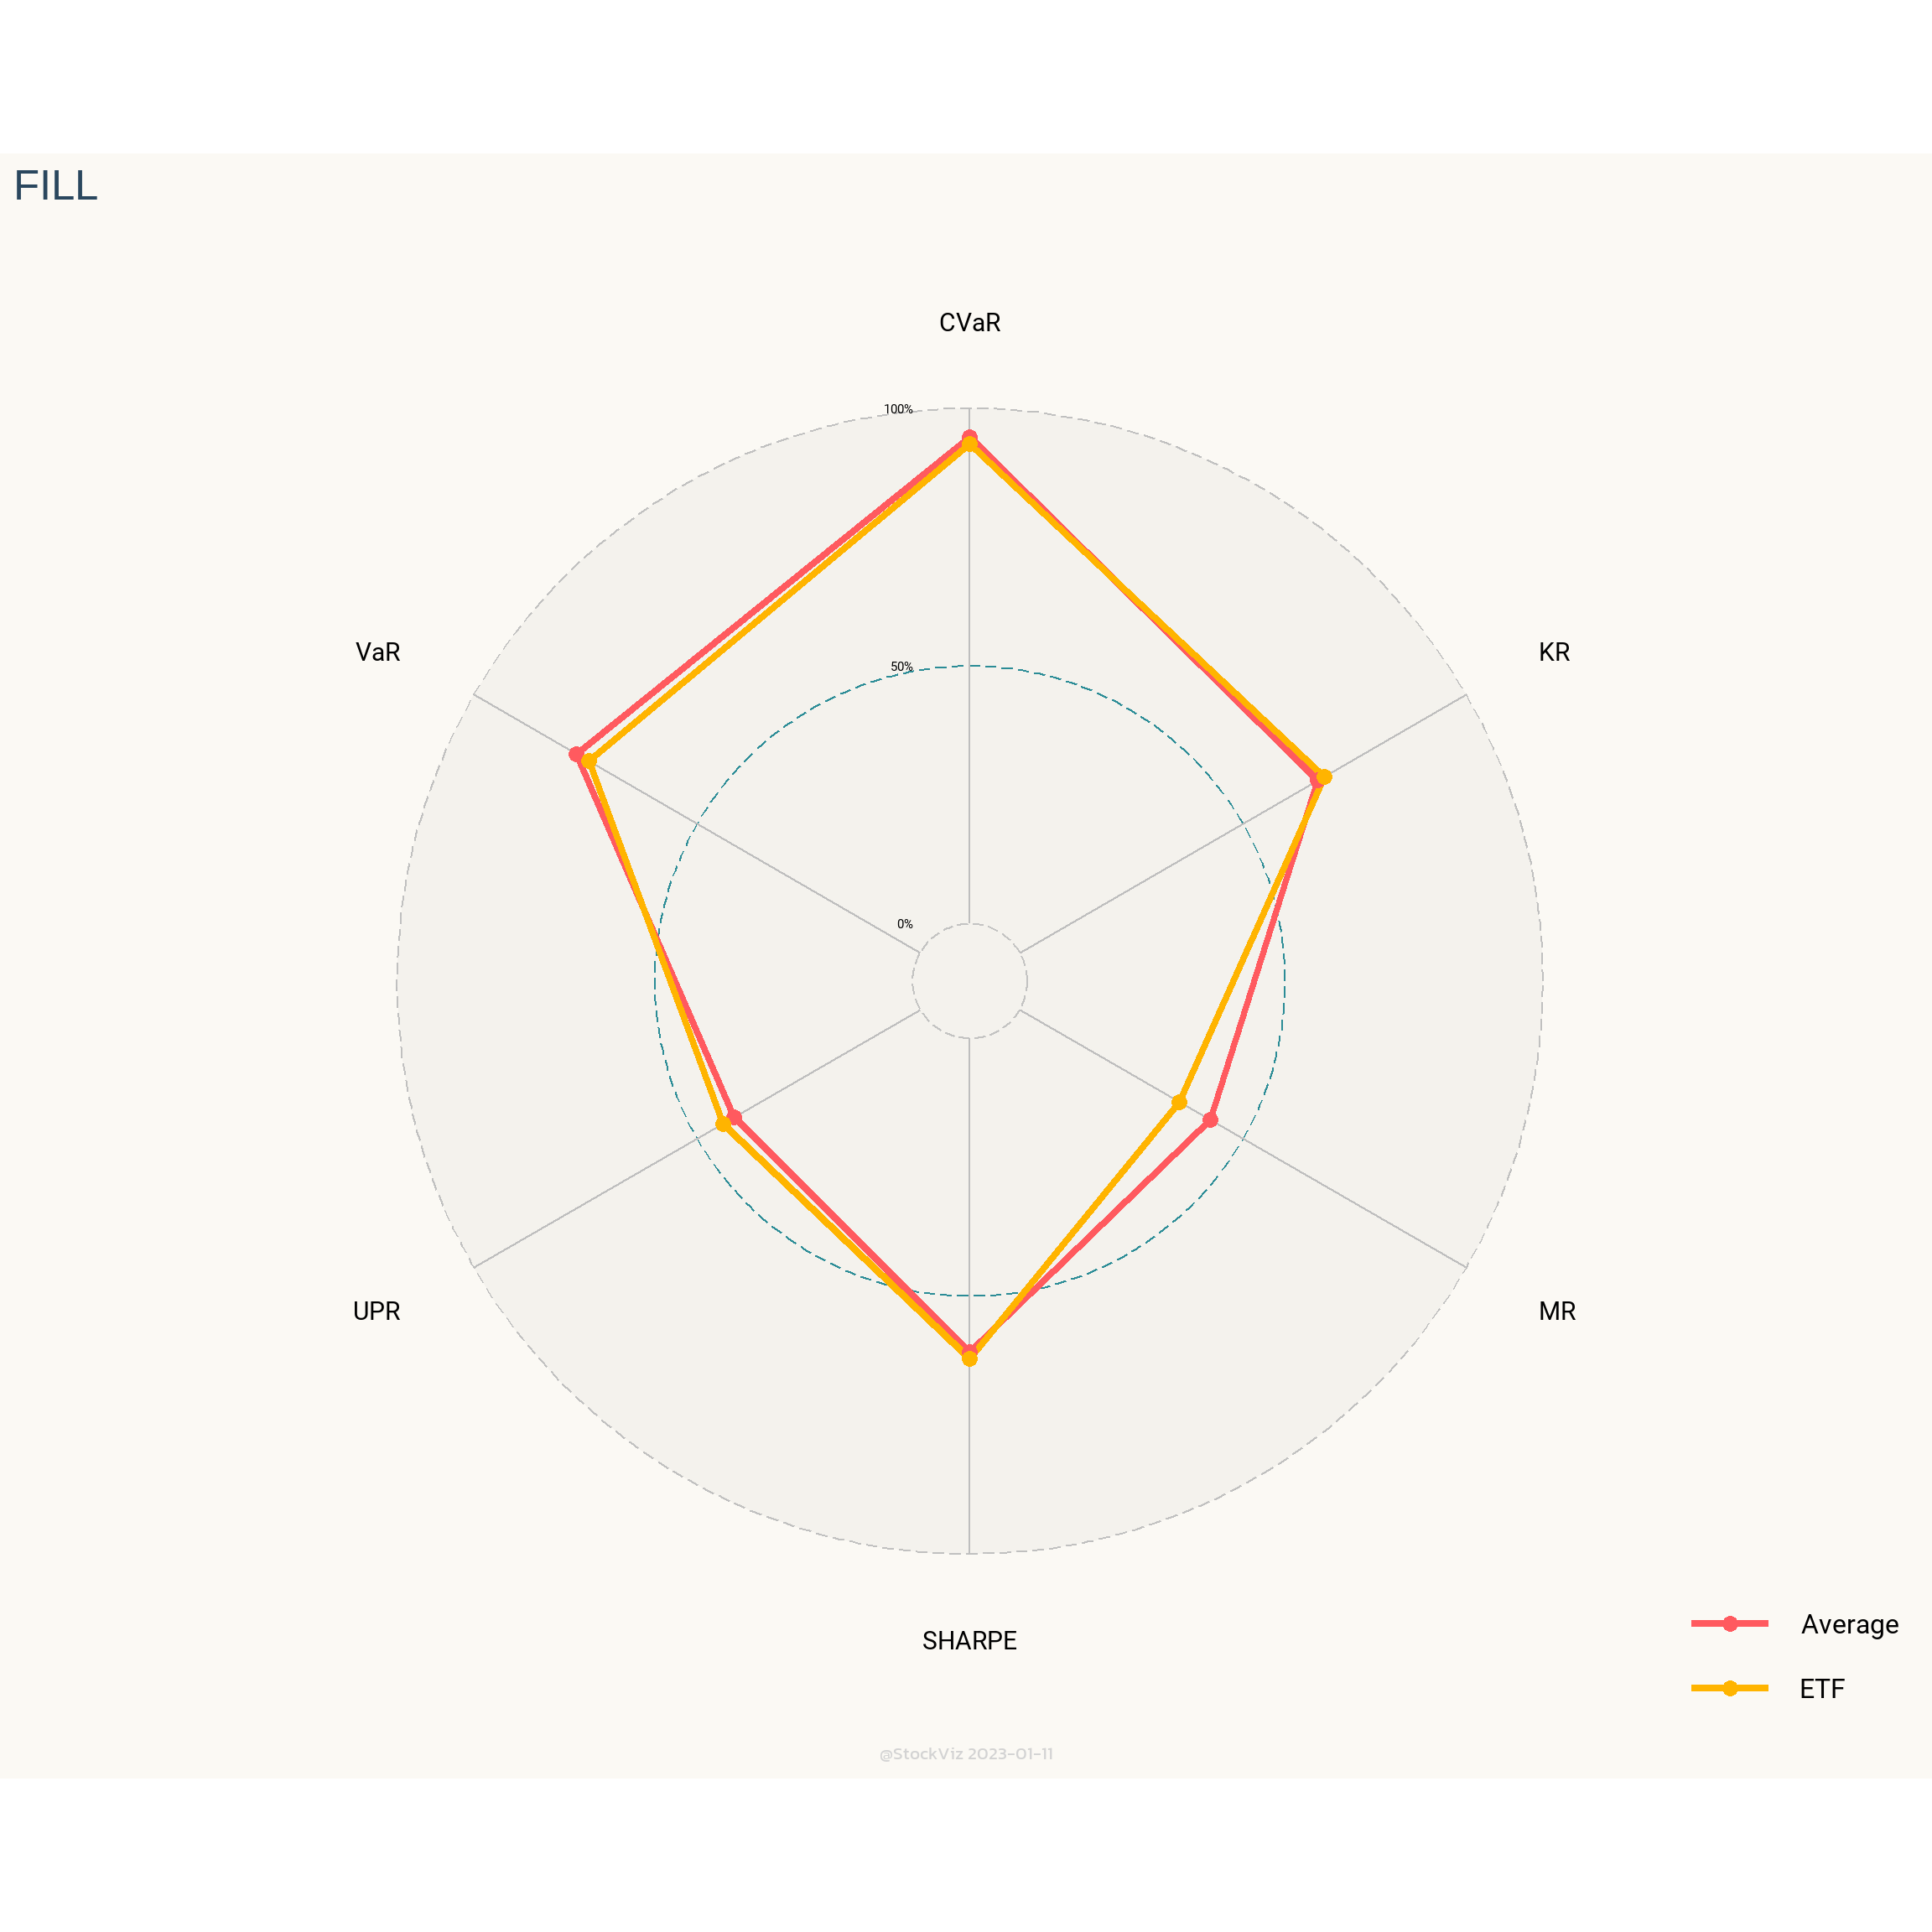 FILL
CVaR
100%
VaR
KR
50%
0%
UPR
MR
SHARPE
Average
ETF
@StockViz 2023-01-11